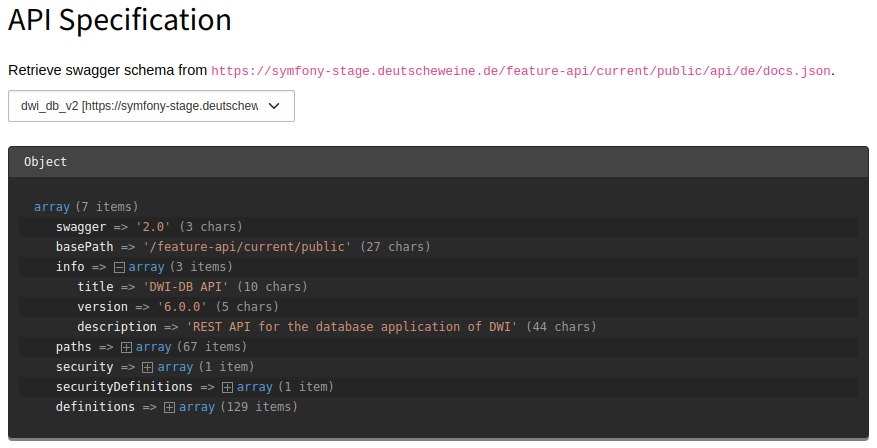 API Specification
Retrieve swagger schema from https://symfony-stage.deutscheweine.de/feature-api/current/public/api/de/docs.json.
dwi_db_v2 [https://symfony-stage.deutschew
Object
array (7 items)
swagger => '2.0' (3 chars)
basePath => '/feature-api/current/public' (27 chars)
info => array (3 items)
title => 'DWI-DB API' (10 chars)
version => '6.0.0' (5 chars)
description => 'REST API for the database application of DWI' (44 chars)
paths => array (67 items)
security => array (1 item)
securityDefinitions => array (1 item)
definitions => array (129 items)